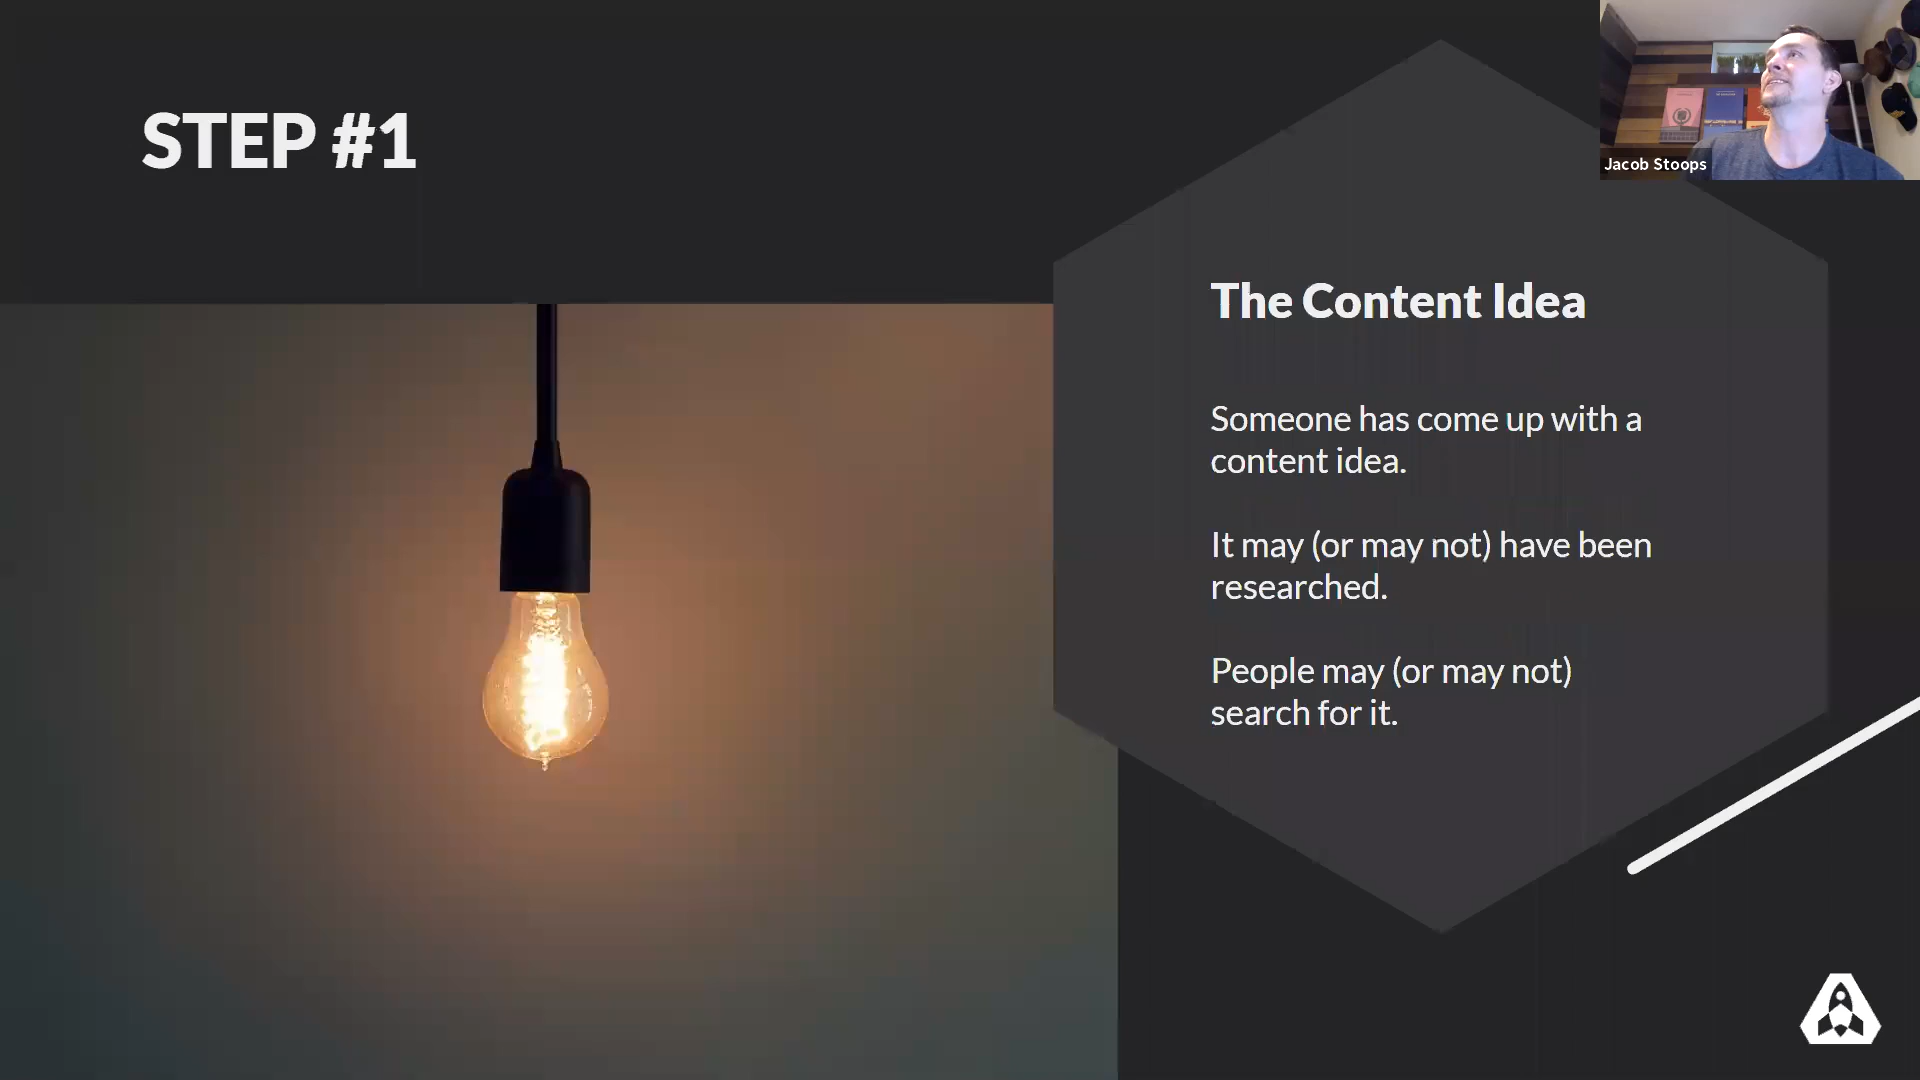 STEP #1
Jacob Stoops
The Content Idea
Someone has come up with a
content idea.
It may (or may not) have been
researched.
People may (or may not)
search for it.